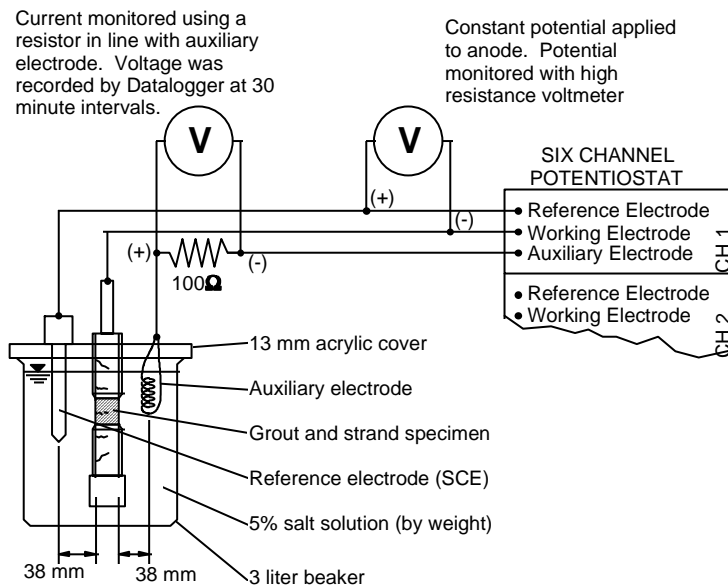 Current monitored using a
resistor in line with auxiliary
electrode. Voltage was
recorded by Datalogger at 30
minute intervals.
Constant potential applied
to anode. Potential
monitored with high
resistance voltmeter
V
V
SIX CHANNEL
POTENTIOSTAT
(+)
(-)
Reference Electrode
Working Electrode
Auxiliary Electrode
CH 1
(+)
(-)
100Ω
Reference Electrode
Working Electrode
CH 2
13 mm acrylic cover
Auxiliary electrode
Grout and strand specimen
Reference electrode (SCE)
5% salt solution (by weight)
3 liter beaker
38 mm
38 mm